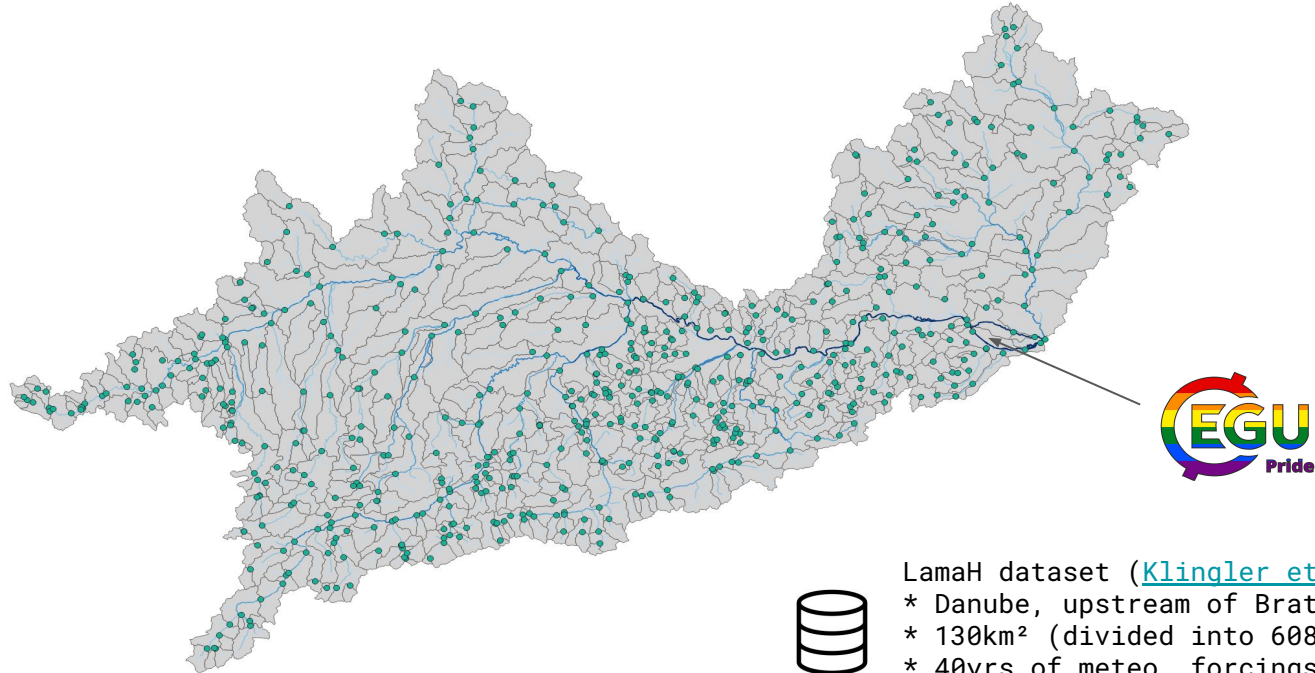 EGU
Pride
LamaH dataset (Klingler et
* Danube, upstream of Brat
* 130km² (divided into 608
* 40yrs of meteo. forcings